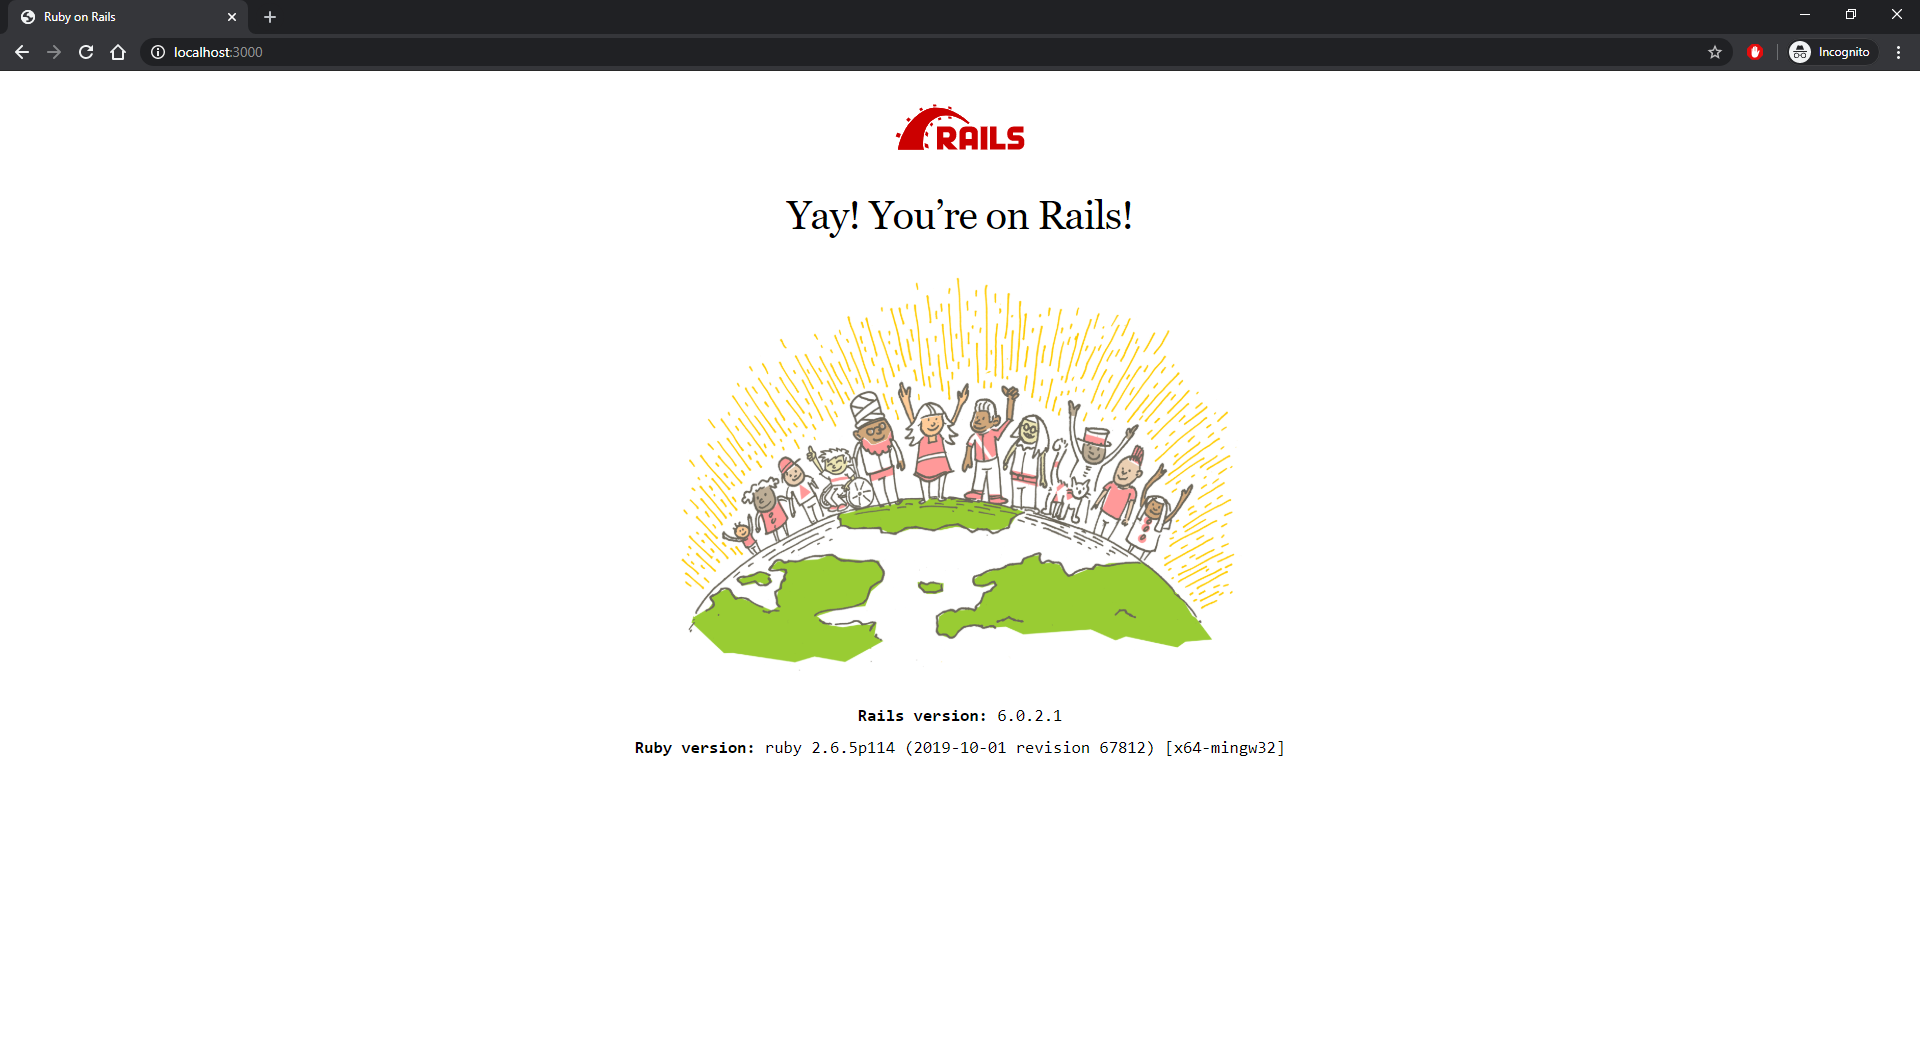 Ruby on Rails
localhost:3000
Incognito
RAILS
Yay! You’re on Rails!
Rails version: 6.0.2.1
Ruby version: ruby 2.6.5p114 (2019-10-01 revision 67812) [x64-mingw32]